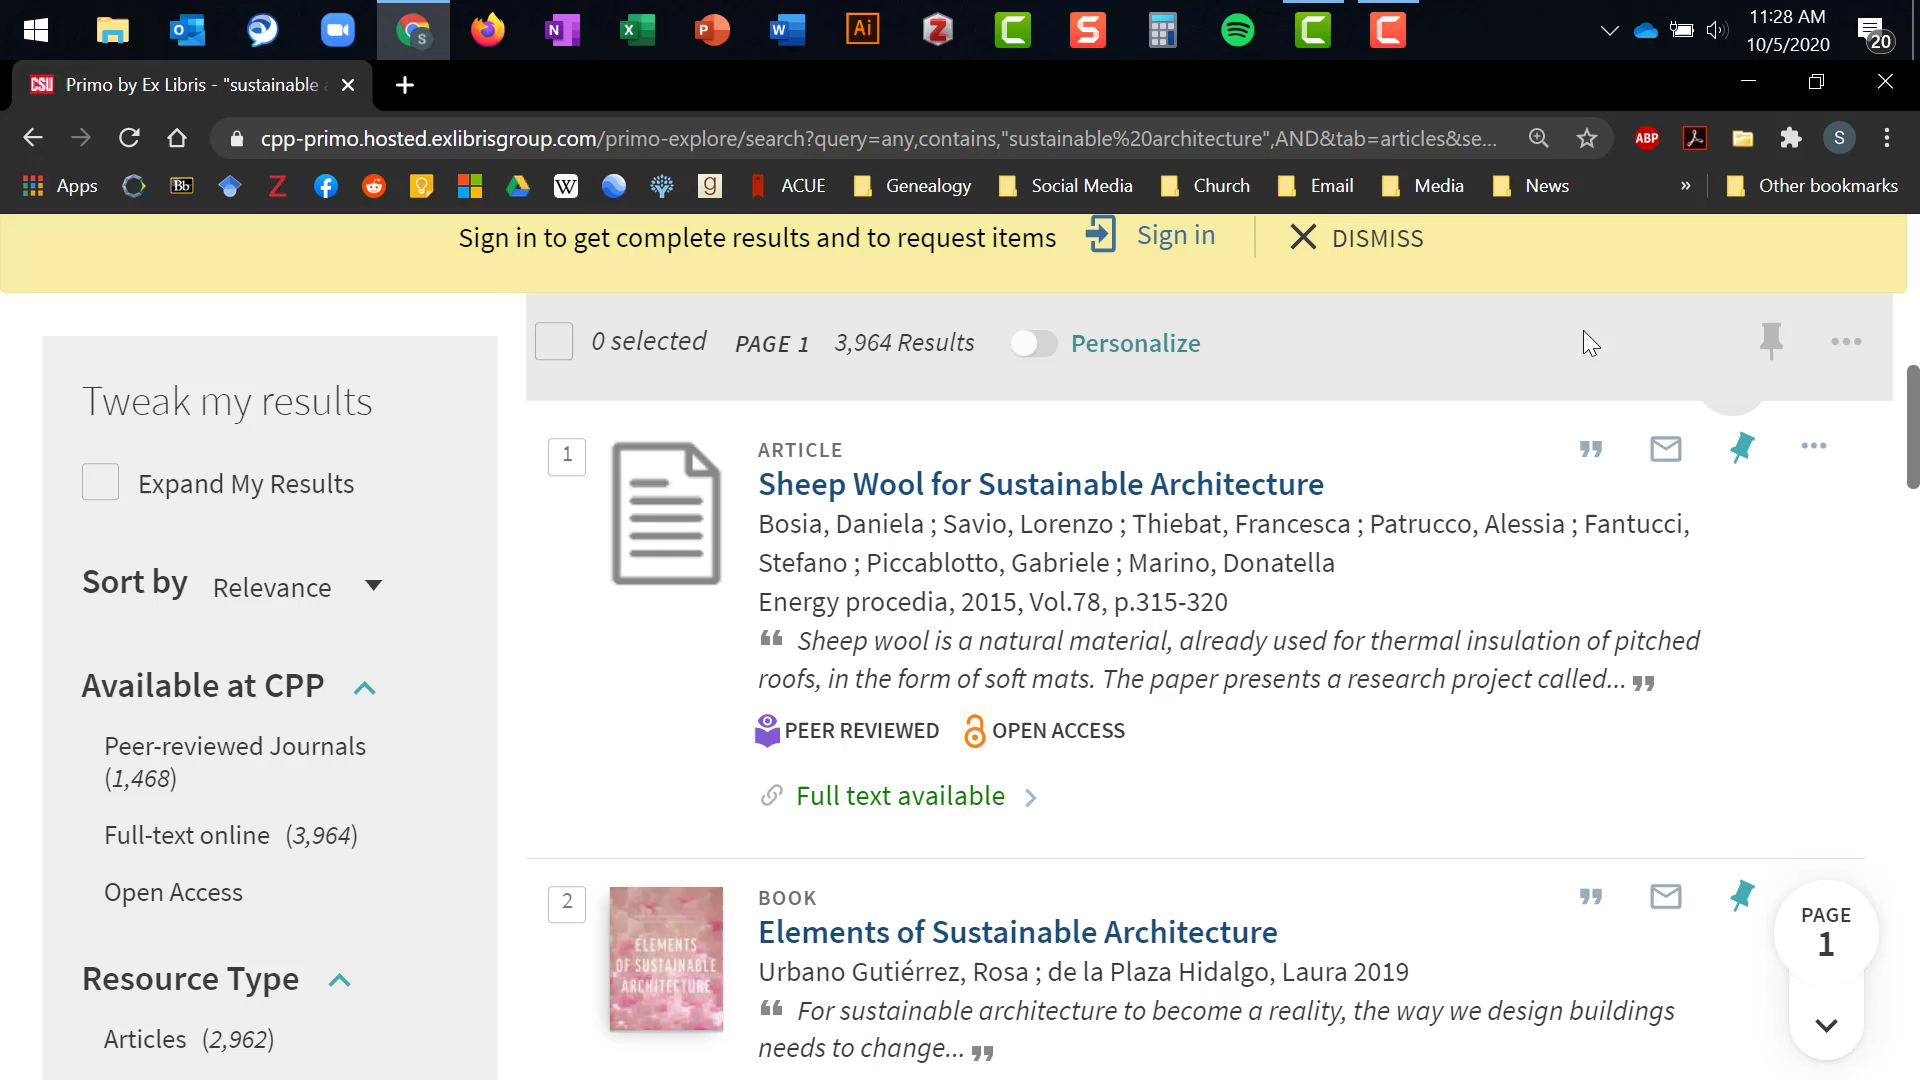 11:28 AM
10/5/2020
20
CSU Primo by Ex Libris - "sustainable
cpp-primo.hosted.exlibrisgroup.com/primo-explore/search?query=any,contains,"sustainable%20architecture",AND&tab=articles&se...
ABP
S
Apps
Bb
ACUE
Genealogy
Social Media
Church
Email
Media
News
»
Other bookmarks
Sign in to get complete results and to request items
Sign in
DISMISS
0 selected
PAGE 1
3,964 Results
Personalize
Tweak my results
Expand My Results
Sort by Relevance
Available at CPP
Peer-reviewed Journals
(1,468)
Full-text online (3,964)
Open Access
Resource Type
Articles (2,962)
1
ARTICLE
Sheep Wool for Sustainable Architecture
Bosia, Daniela ; Savio, Lorenzo ; Thiebat, Francesca ; Patrucco, Alessia ; Fantucci,
Stefano ; Piccablotto, Gabriele ; Marino, Donatella
Energy procedia, 2015, Vol.78, p.315-320
Sheep wool is a natural material, already used for thermal insulation of pitched
roofs, in the form of soft mats. The paper presents a research project called...
PEER REVIEWED
OPEN ACCESS
Full text available
2
ELEMENTS
OF SUSTAINABLE
ARCHITECTURE
BOOK
Elements of Sustainable Architecture
Urbano Gutiérrez, Rosa ; de la Plaza Hidalgo, Laura 2019
For sustainable architecture to become a reality, the way we design buildings
needs to change...
PAGE
1